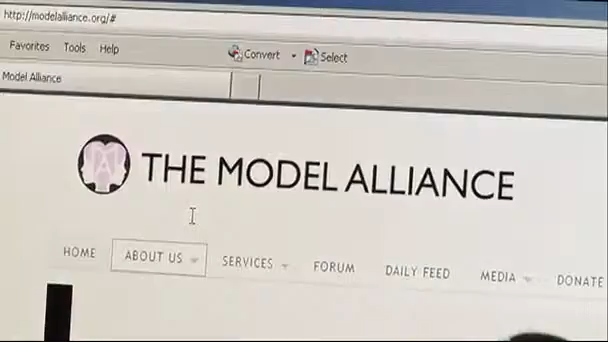 http://modelalliance.org/#
Favorites Tools Help Convert Select
Model Alliance
THE MODEL ALLIANCE
HOME ABOUT US SERVICES FORUM DAILY FEED MEDIA DONATE